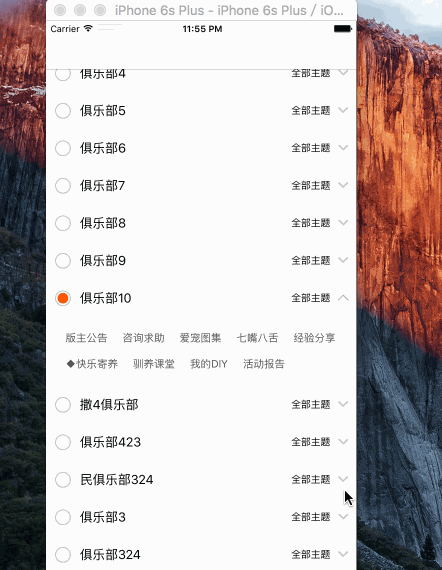 iPhone 6s Plus - iPhone 6s Plus / iO...
Carrier 11:55 PM
俱乐部4 全部主题
俱乐部5 全部主题
俱乐部6 全部主题
俱乐部7 全部主题
俱乐部8 全部主题
俱乐部9 全部主题
俱乐部10 全部主题
版主公告 咨询求助 爱宠图集 七嘴八舌 经验分享
◆快乐寄养 驯养课堂 我的DIY 活动报告
撒4俱乐部 全部主题
俱乐部423 全部主题
民俱乐部324 全部主题
俱乐部3 全部主题
俱乐部324 全部主题